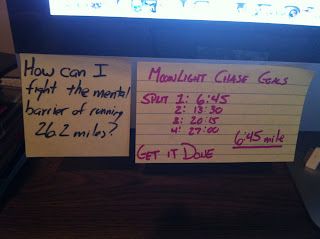 How can I
fight the mental
barrier of running
26.2 miles?
MOONLIGHT CHASE GOALS
SPLIT 1: 6:45
2: 13:30
3: 20:15
4: 27:00
6:45 mile
GET IT DONE